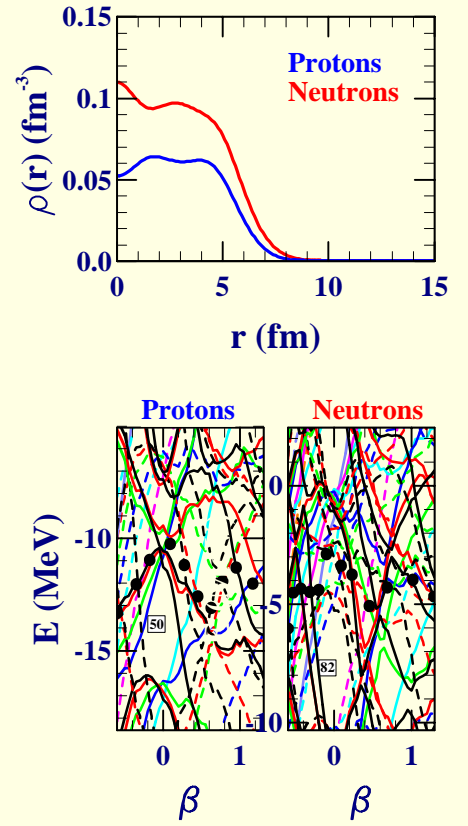 0.15
Protons
Neutrons
0.1
0.05
0.0
ρ(r) (fm⁻³)
0 5 10 15
r (fm)
Protons Neutrons
E (MeV)
-10
-15
50
0 1
β
0
-5
-10
82
0 1
β